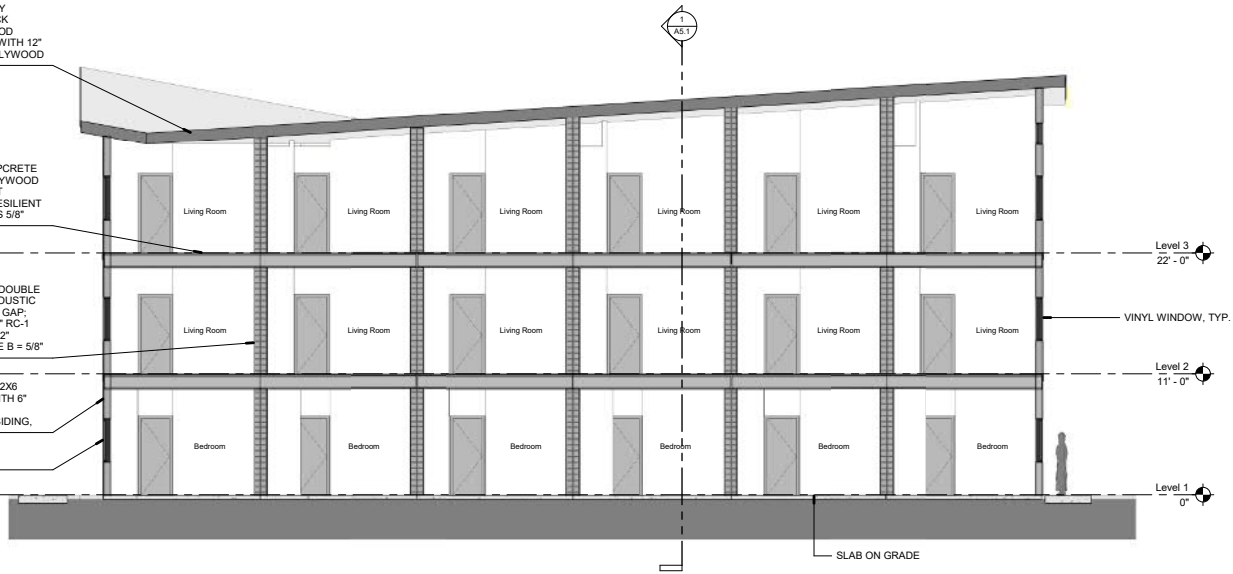 Y
CK
OD
WITH 12"
LYWOOD
1
A5.1
PCRETE
YWOOD
T
ESILIENT
S 5/8"
Living Room
Living Room
Living Room
Living Room
Living Room
Living Room
Level 3
22' - 0"
DOUBLE
OUSTIC
GAP;
" RC-1
2"
E B = 5/8"
Living Room
Living Room
Living Room
Living Room
Living Room
Living Room
VINYL WINDOW, TYP.
Level 2
11' - 0"
2X6
ITH 6"
SIDING,
Bedroom
Bedroom
Bedroom
Bedroom
Bedroom
Bedroom
Level 1
0"
SLAB ON GRADE